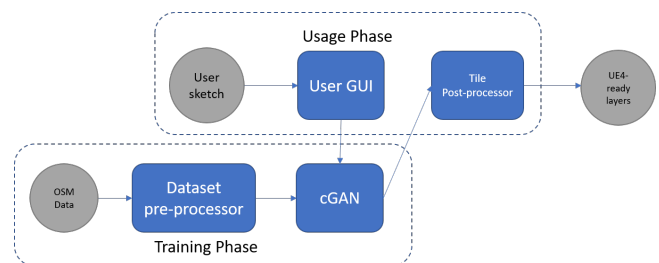 Usage Phase
User
sketch
User GUI
Tile
Post-processor
UE4-
ready
layers
OSM
Data
Dataset
pre-processor
cGAN
Training Phase